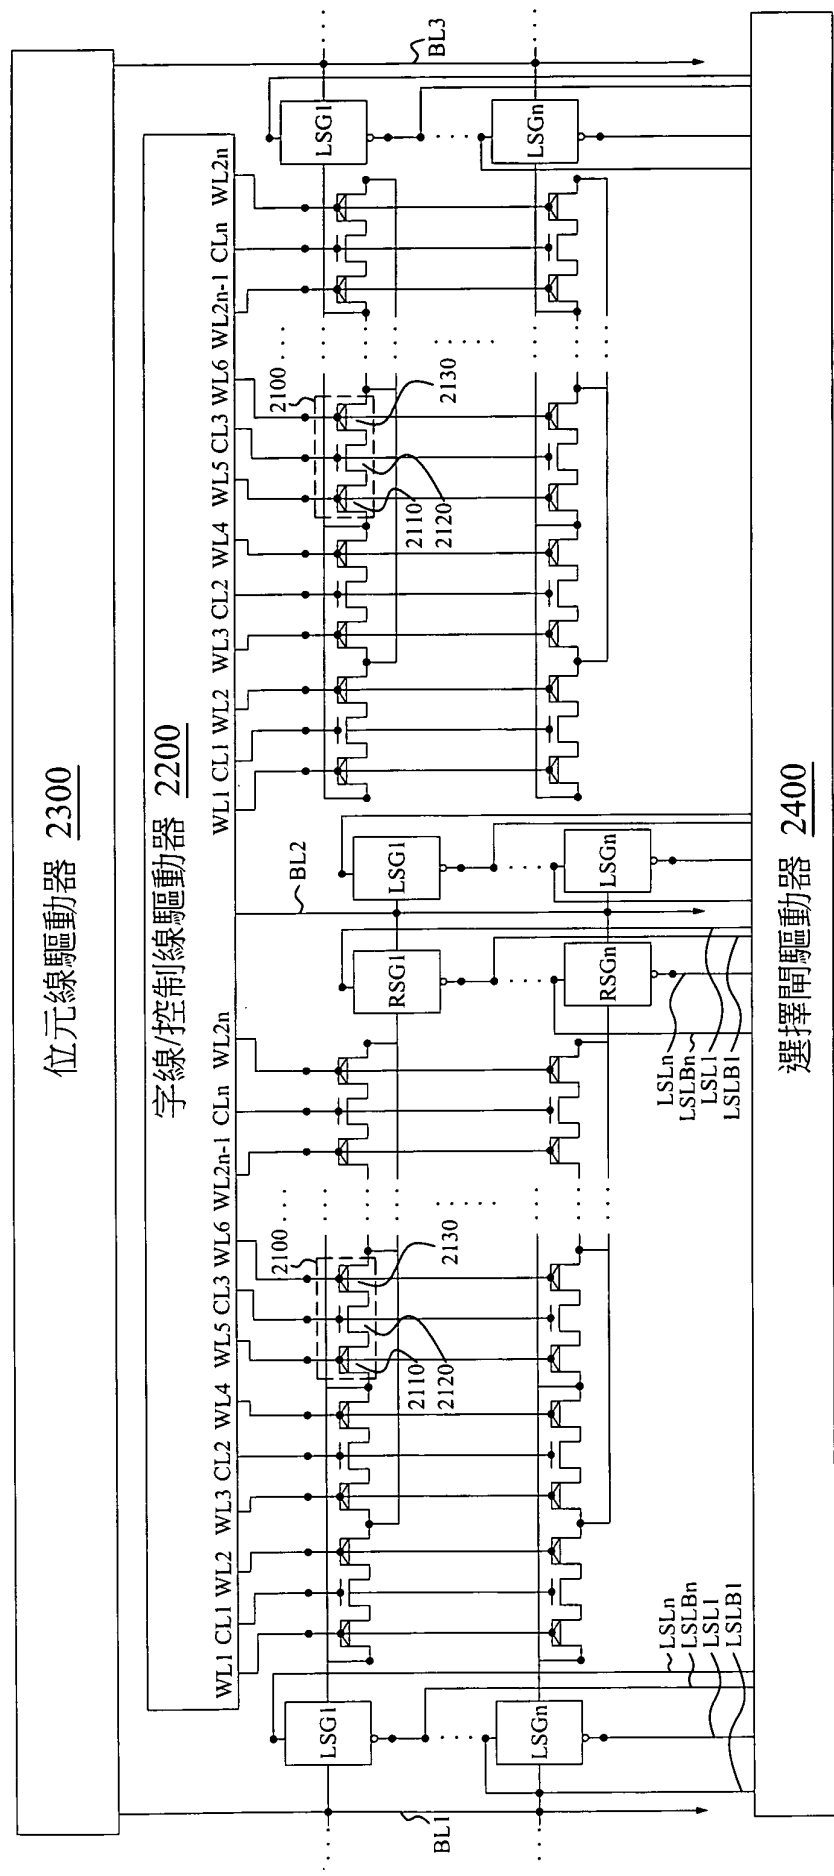 位元線驅動器 2300
字線/控制線驅動器 2200
WL1 CL1 WL2 WL3 CL2 WL4 WL5 CL3 WL6 WL2n-1 CLn WL2n
WL1 CL1 WL2 WL3 CL2 WL4 WL5 CL3 WL6 WL2n-1 CLn WL2n
BL2
BL3
2100
2100
LSG1
RSG1
LSG1
LSG1
2110
2120
2130
2110
2120
2130
BL1
LSGn
RSGn
LSGn
LSGn
LSLn
LSLBn
LSL1
LSLB1
LSLn
LSLBn
LSL1
LSLB1
選擇閘驅動器 2400